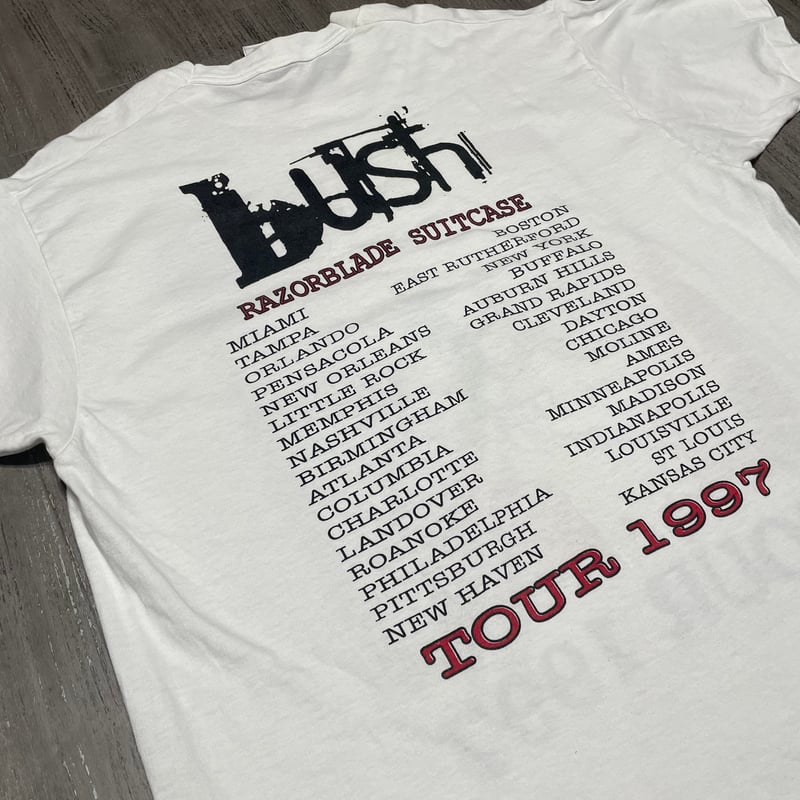 bush
RAZORBLADE SUITCASE
MIAMI
TAMPA
ORLANDO
PENSACOLA
NEW ORLEANS
LITTLE ROCK
MEMPHIS
NASHVILLE
BIRMINGHAM
ATLANTA
COLUMBIA
CHARLOTTE
LANDOVER
ROANOKE
PHILADELPHIA
PITTSBURGH
NEW HAVEN
BOSTON
EAST RUTHERFORD
NEW YORK
BUFFALO
AUBURN HILLS
GRAND RAPIDS
CLEVELAND
DAYTON
CHICAGO
MOLINE
AMES
MINNEAPOLIS
MADISON
INDIANAPOLIS
LOUISVILLE
ST LOUIS
KANSAS CITY
TOUR 1997